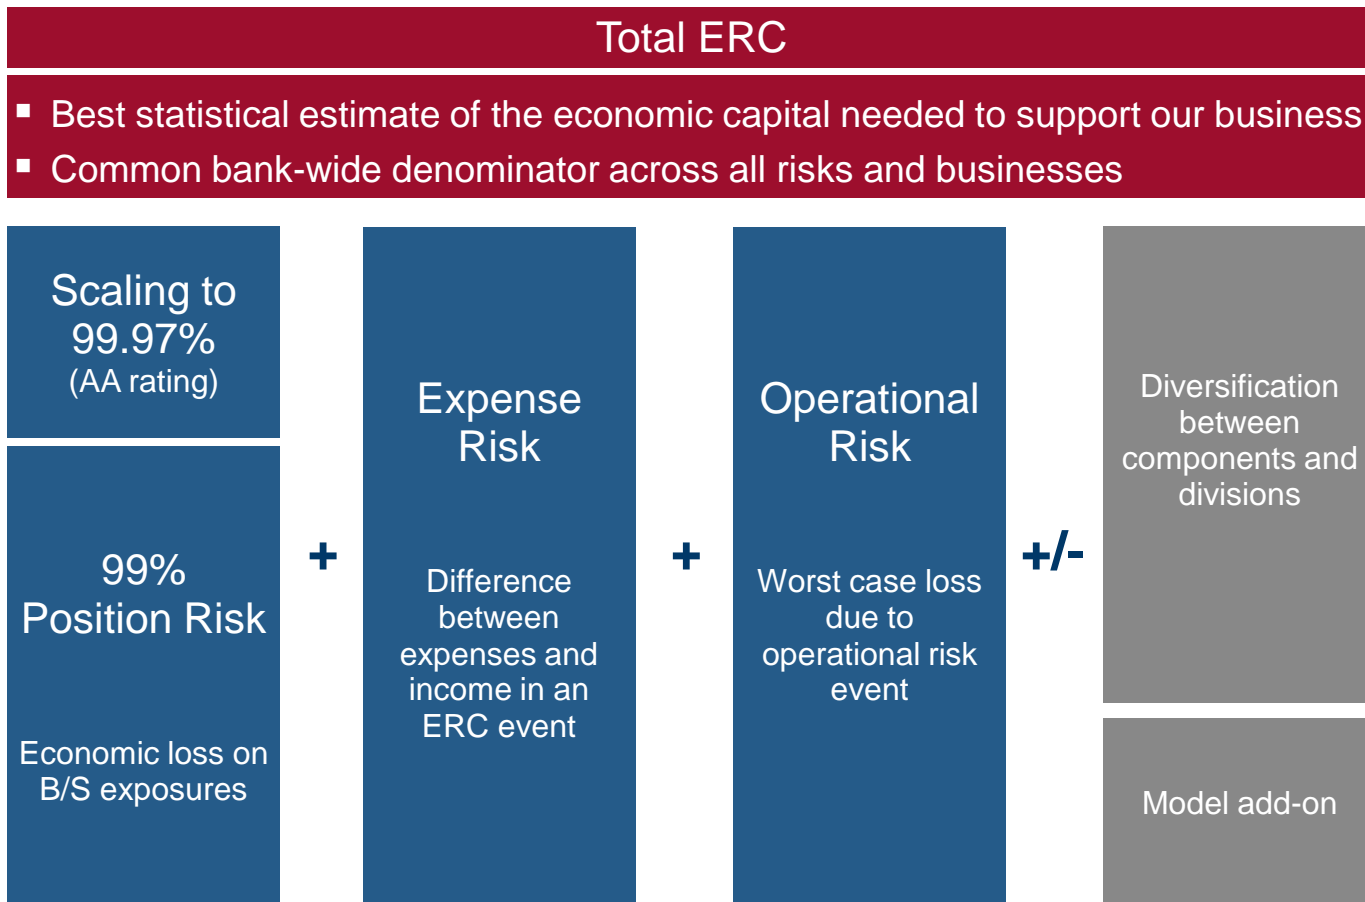 Total ERC
▪ Best statistical estimate of the economic capital needed to support our business
▪ Common bank-wide denominator across all risks and businesses
Scaling to
99.97%
(AA rating)
99%
Position Risk
Economic loss on
B/S exposures
+
Expense
Risk
Difference
between
expenses and
income in an
ERC event
+
Operational
Risk
Worst case loss
due to
operational risk
event
+/-
Diversification
between
components and
divisions
Model add-on